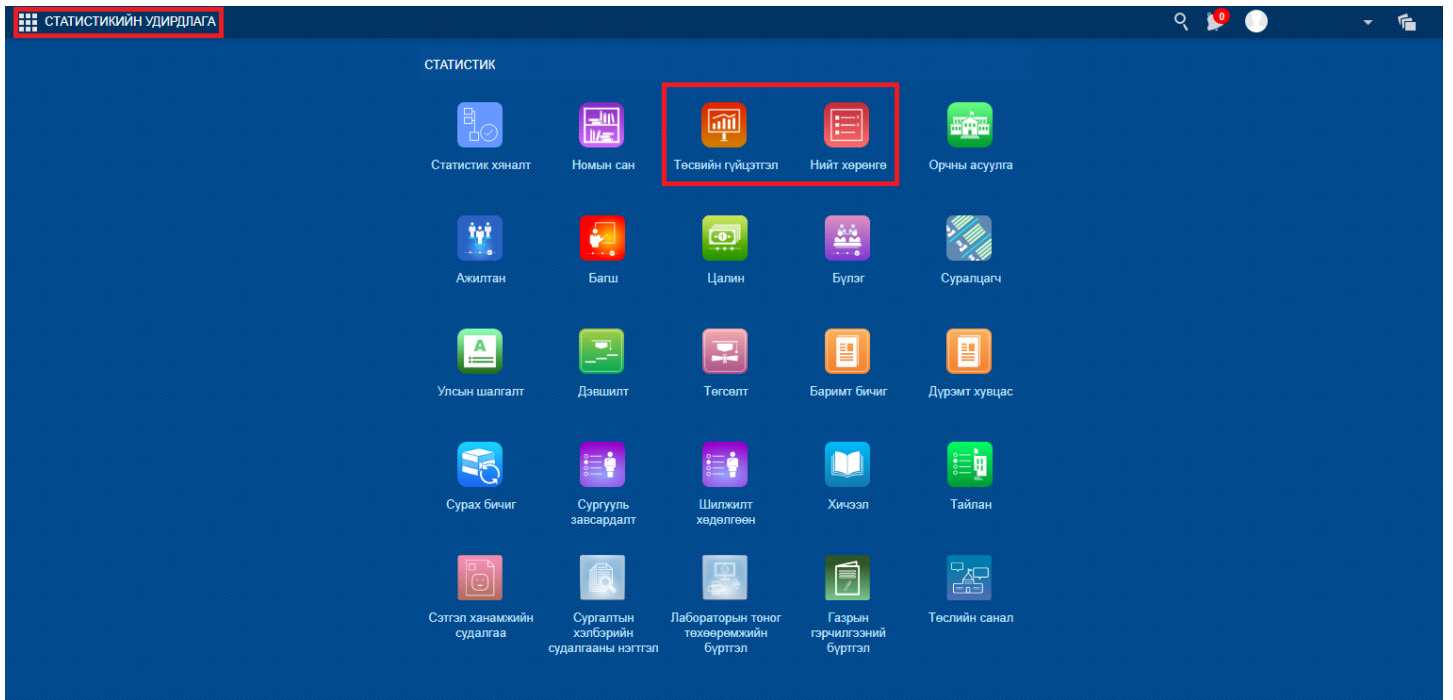 СТАТИСТИКИЙН УДИРДЛАГА
0
СТАТИСТИК
Статистик хяналт
Номын сан
Төсвийн гүйцэтгэл
Нийт хөрөнгө
Орчны асуулга
Ажилтан
Багш
Цалин
Бүлэг
Суралцагч
A
Улсын шалгалт
Дэвшилт
Төгсөлт
Баримт бичиг
Дүрэмт хувцас
Сурах бичиг
Сургууль
завсардалт
Шилжилт
хөдөлгөөн
Хичээл
Тайлан
Сэтгэл ханамжийн
судалгаа
Сургалтын
хэлбэрийн
судалгааны нэгтгэл
Лабораторын тоног
төхөөрөмжийн
бүртгэл
Газрын
гэрчилгээний
бүртгэл
Төслийн санал